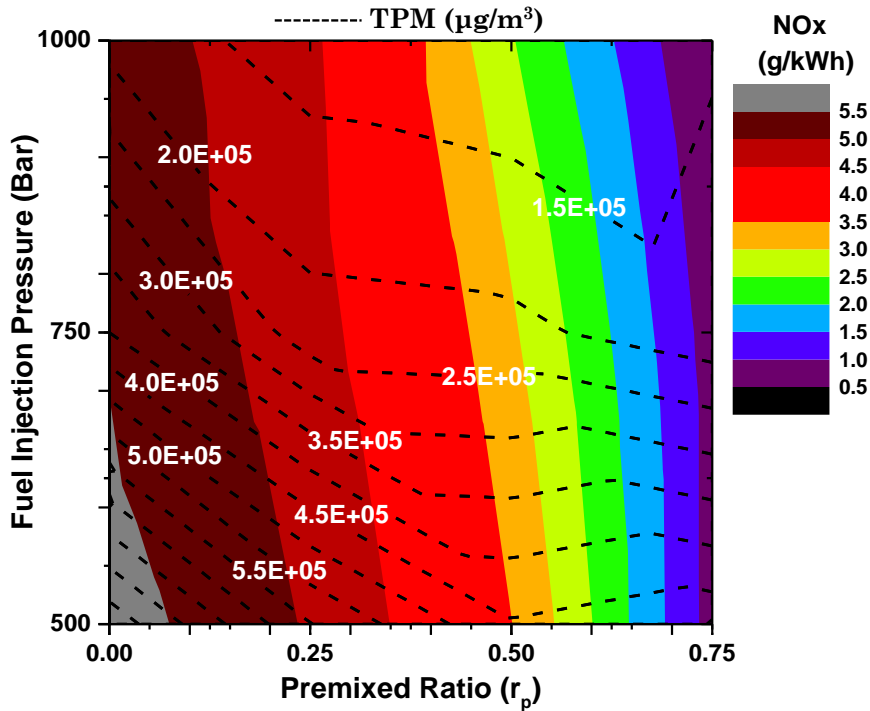 TPM (µg/m³)
NOx
(g/kWh)
1000
750
500
Fuel Injection Pressure (Bar)
2.0E+05
1.5E+05
3.0E+05
2.5E+05
4.0E+05
3.5E+05
5.0E+05
4.5E+05
5.5E+05
5.5
5.0
4.5
4.0
3.5
3.0
2.5
2.0
1.5
1.0
0.5
0.00 0.25 0.50 0.75
Premixed Ratio (rp)